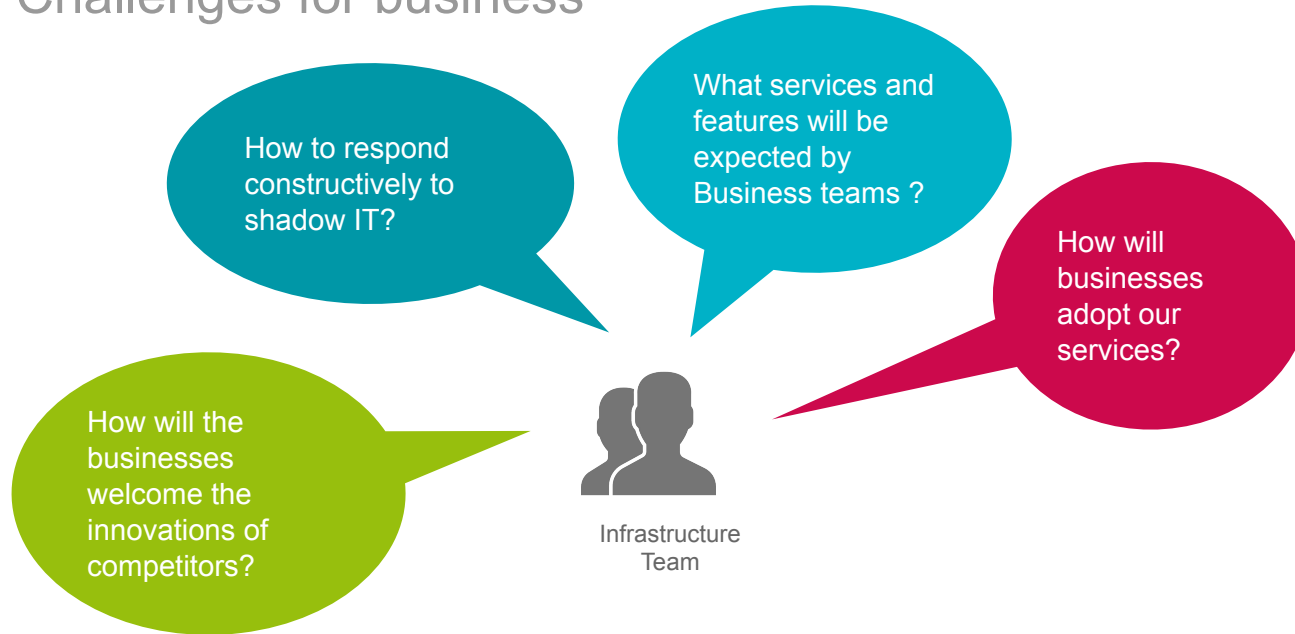 Challenges for business
How to respond
constructively to
shadow IT?
What services and
features will be
expected by
Business teams ?
How will
businesses
adopt our
services?
How will the
businesses
welcome the
innovations of
competitors?
Infrastructure
Team